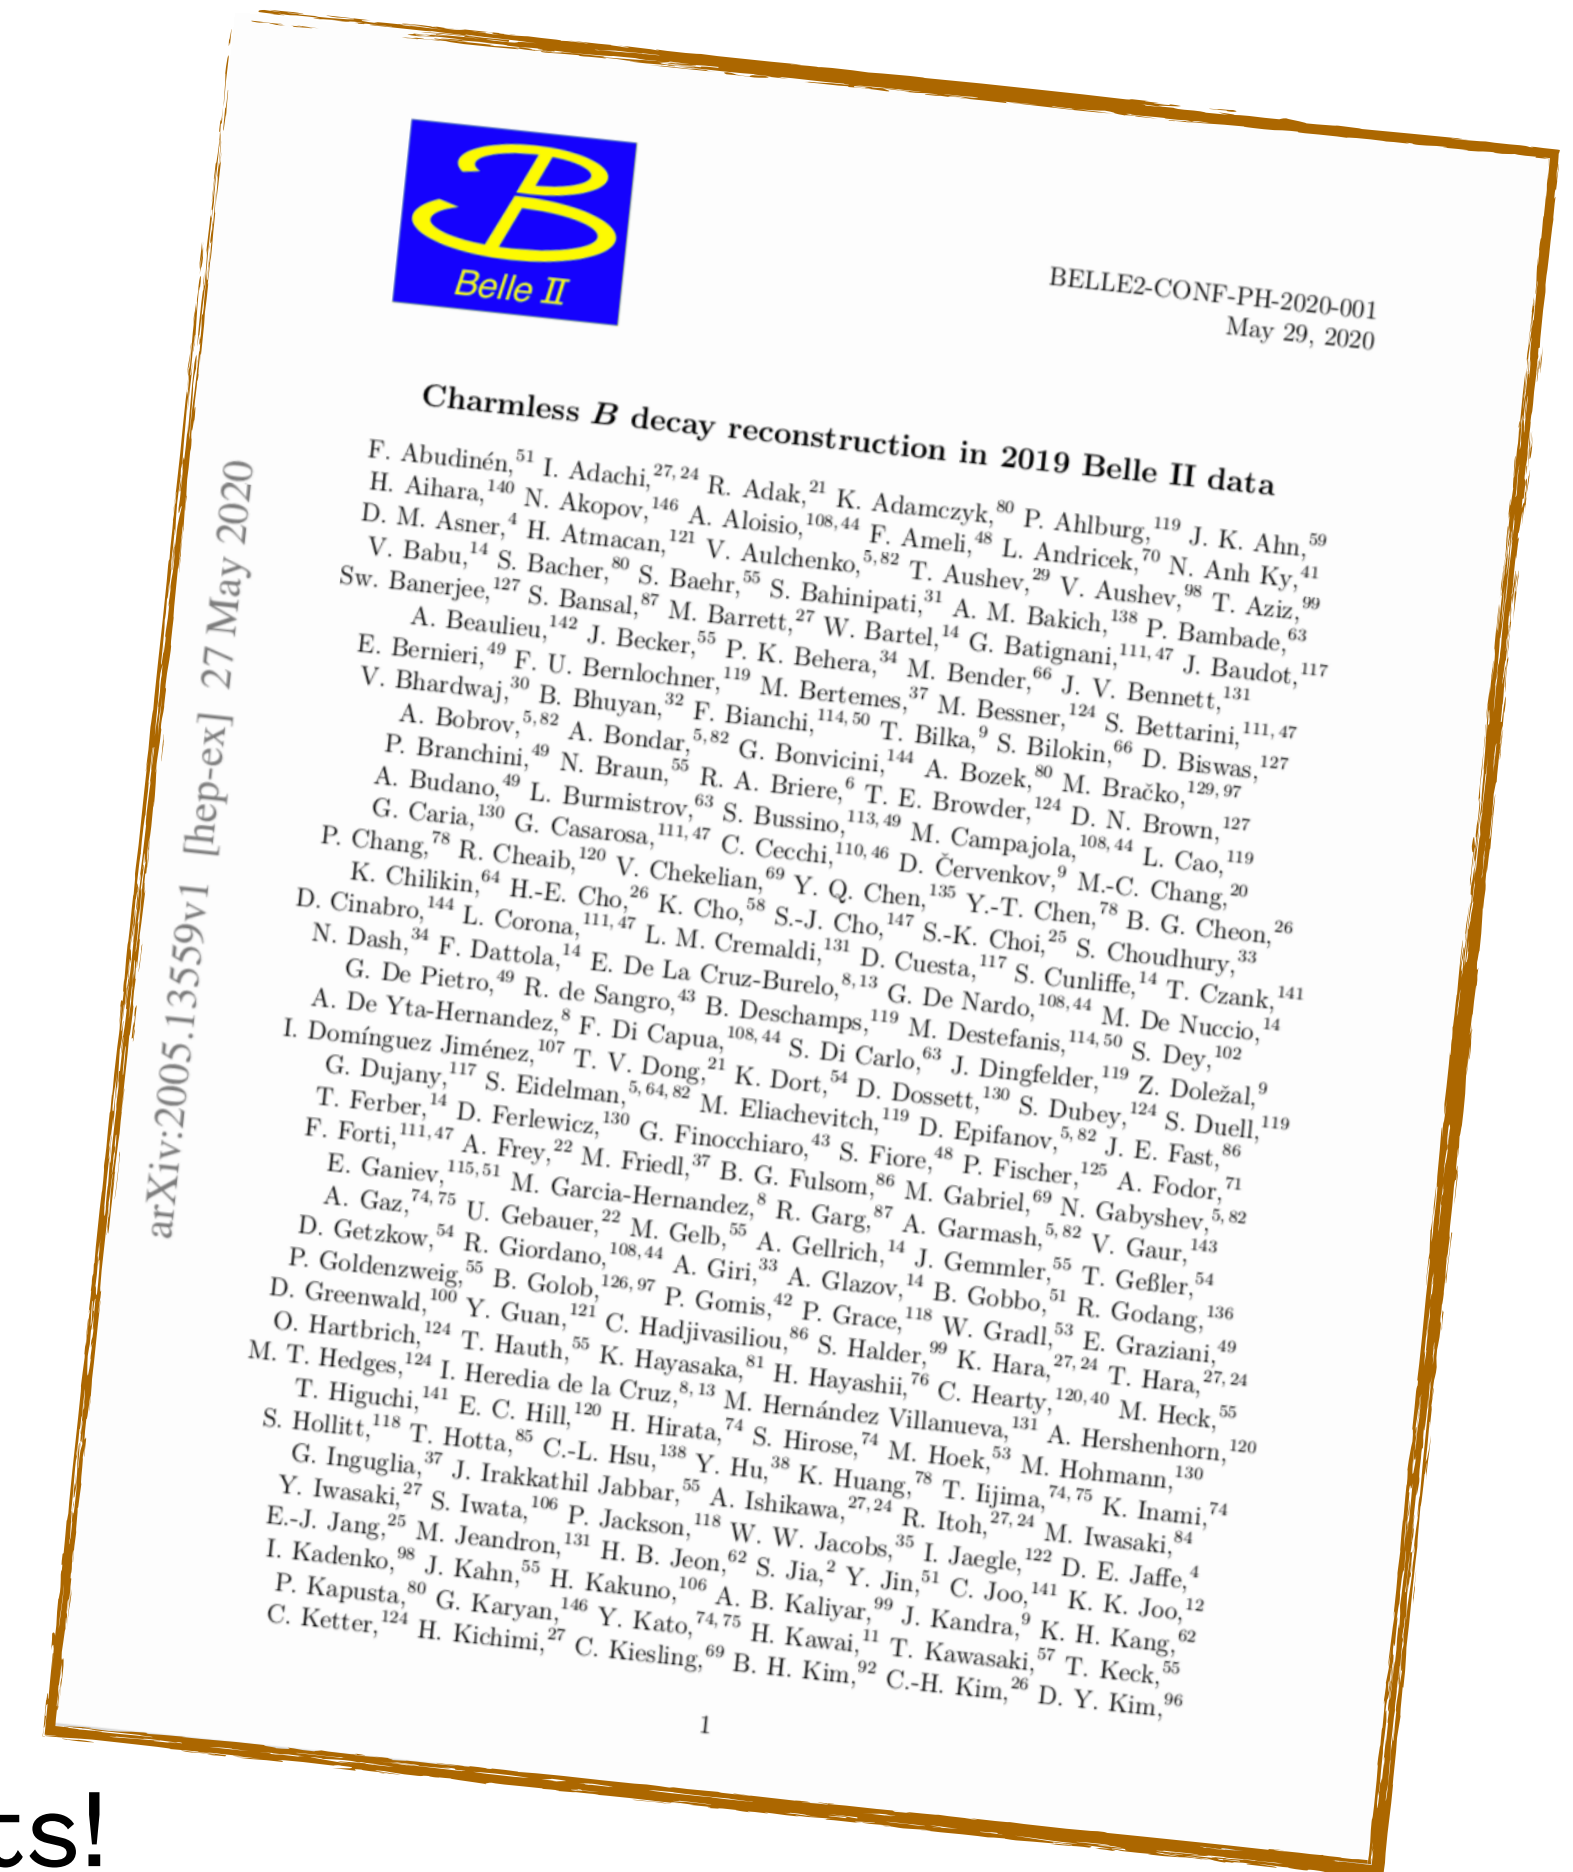 Belle II
BELLE2-CONF-PH-2020-001
May 29, 2020
Charmless B decay reconstruction in 2019 Belle II data
F. Abudinén,51 I. Adachi,27, 24 R. Adak,21 K. Adamczyk,80 P. Ahlburg,119 J. K. Ahn,59
H. Aihara,140 N. Akopov,146 A. Aloisio,108, 44 F. Ameli,48 L. Andricek,70 N. Anh Ky,41
D. M. Asner,4 H. Atmacan,121 V. Aulchenko,5, 82 T. Aushev,29 V. Aushev,98 T. Aziz,99
V. Babu,14 S. Bacher,80 S. Baehr,55 S. Bahinipati,31 A. M. Bakich,138 P. Bambade,63
Sw. Banerjee,127 S. Bansal,87 M. Barrett,27 W. Bartel,14 G. Batignani,111, 47 J. Baudot,117
A. Beaulieu,142 J. Becker,55 P. K. Behera,34 M. Bender,66 J. V. Bennett,131
E. Bernieri,49 F. U. Bernlochner,119 M. Bertemes,37 M. Bessner,124 S. Bettarini,111, 47
V. Bhardwaj,30 B. Bhuyan,32 F. Bianchi,114, 50 T. Bilka,9 S. Bilokin,66 D. Biswas,127
A. Bobrov,5, 82 A. Bondar,5, 82 G. Bonvicini,144 A. Bozek,80 M. Bračko,129, 97
P. Branchini,49 N. Braun,55 R. A. Briere,6 T. E. Browder,124 D. N. Brown,127
A. Budano,49 L. Burmistrov,63 S. Bussino,113, 49 M. Campajola,108, 44 L. Cao,119
G. Caria,130 G. Casarosa,111, 47 C. Cecchi,110, 46 D. Červenkov,9 M.-C. Chang,20
P. Chang,78 R. Cheaib,120 V. Chekelian,69 Y. Q. Chen,135 Y.-T. Chen,78 B. G. Cheon,26
K. Chilikin,64 H.-E. Cho,26 K. Cho,58 S.-J. Cho,147 S.-K. Choi,25 S. Choudhury,33
D. Cinabro,144 L. Corona,111, 47 L. M. Cremaldi,131 D. Cuesta,117 S. Cunliffe,14 T. Czank,141
N. Dash,34 F. Dattola,14 E. De La Cruz-Burelo,8, 13 G. De Nardo,108, 44 M. De Nuccio,14
G. De Pietro,49 R. de Sangro,43 B. Deschamps,119 M. Destefanis,114, 50 S. Dey,102
A. De Yta-Hernandez,8 F. Di Capua,108, 44 S. Di Carlo,63 J. Dingfelder,119 Z. Doležal,9
I. Domínguez Jiménez,107 T. V. Dong,21 K. Dort,54 D. Dossett,130 S. Dubey,124 S. Duell,119
G. Dujany,117 S. Eidelman,5, 64, 82 M. Eliachevitch,119 D. Epifanov,5, 82 J. E. Fast,86
T. Ferber,14 D. Ferlewicz,130 G. Finocchiaro,43 S. Fiore,48 P. Fischer,125 A. Fodor,71
F. Forti,111, 47 A. Frey,22 M. Friedl,37 B. G. Fulsom,86 M. Gabriel,69 N. Gabyshev,5, 82
E. Ganiev,115, 51 M. Garcia-Hernandez,8 R. Garg,87 A. Garmash,5, 82 V. Gaur,143
A. Gaz,74, 75 U. Gebauer,22 M. Gelb,55 A. Gellrich,14 J. Gemmler,55 T. Geßler,54
D. Getzkow,54 R. Giordano,108, 44 A. Giri,33 A. Glazov,14 B. Gobbo,51 R. Godang,136
P. Goldenzweig,55 B. Golob,126, 97 P. Gomis,42 P. Grace,118 W. Gradl,53 E. Graziani,49
D. Greenwald,100 Y. Guan,121 C. Hadjivasiliou,86 S. Halder,99 K. Hara,27, 24 T. Hara,27, 24
O. Hartbrich,124 T. Hauth,55 K. Hayasaka,81 H. Hayashii,76 C. Hearty,120, 40 M. Heck,55
M. T. Hedges,124 I. Heredia de la Cruz,8, 13 M. Hernández Villanueva,131 A. Hershenhorn,120
T. Higuchi,141 E. C. Hill,120 H. Hirata,74 S. Hirose,74 M. Hoek,53 M. Hohmann,130
S. Hollitt,118 T. Hotta,85 C.-L. Hsu,138 Y. Hu,38 K. Huang,78 T. Iijima,74, 75 K. Inami,74
G. Inguglia,37 J. Irakkathil Jabbar,55 A. Ishikawa,27, 24 R. Itoh,27, 24 M. Iwasaki,84
Y. Iwasaki,27 S. Iwata,106 P. Jackson,118 W. W. Jacobs,35 I. Jaegle,122 D. E. Jaffe,4
E.-J. Jang,25 M. Jeandron,131 H. B. Jeon,62 S. Jia,2 Y. Jin,51 C. Joo,141 K. K. Joo,12
I. Kadenko,98 J. Kahn,55 H. Kakuno,106 A. B. Kaliyar,99 J. Kandra,9 K. H. Kang,62
P. Kapusta,80 G. Karyan,146 Y. Kato,74, 75 H. Kawai,11 T. Kawasaki,57 T. Keck,55
C. Ketter,124 H. Kichimi,27 C. Kiesling,69 B. H. Kim,92 C.-H. Kim,26 D. Y. Kim,96
1
arXiv:2005.13559v1 [hep-ex] 27 May 2020
ts!